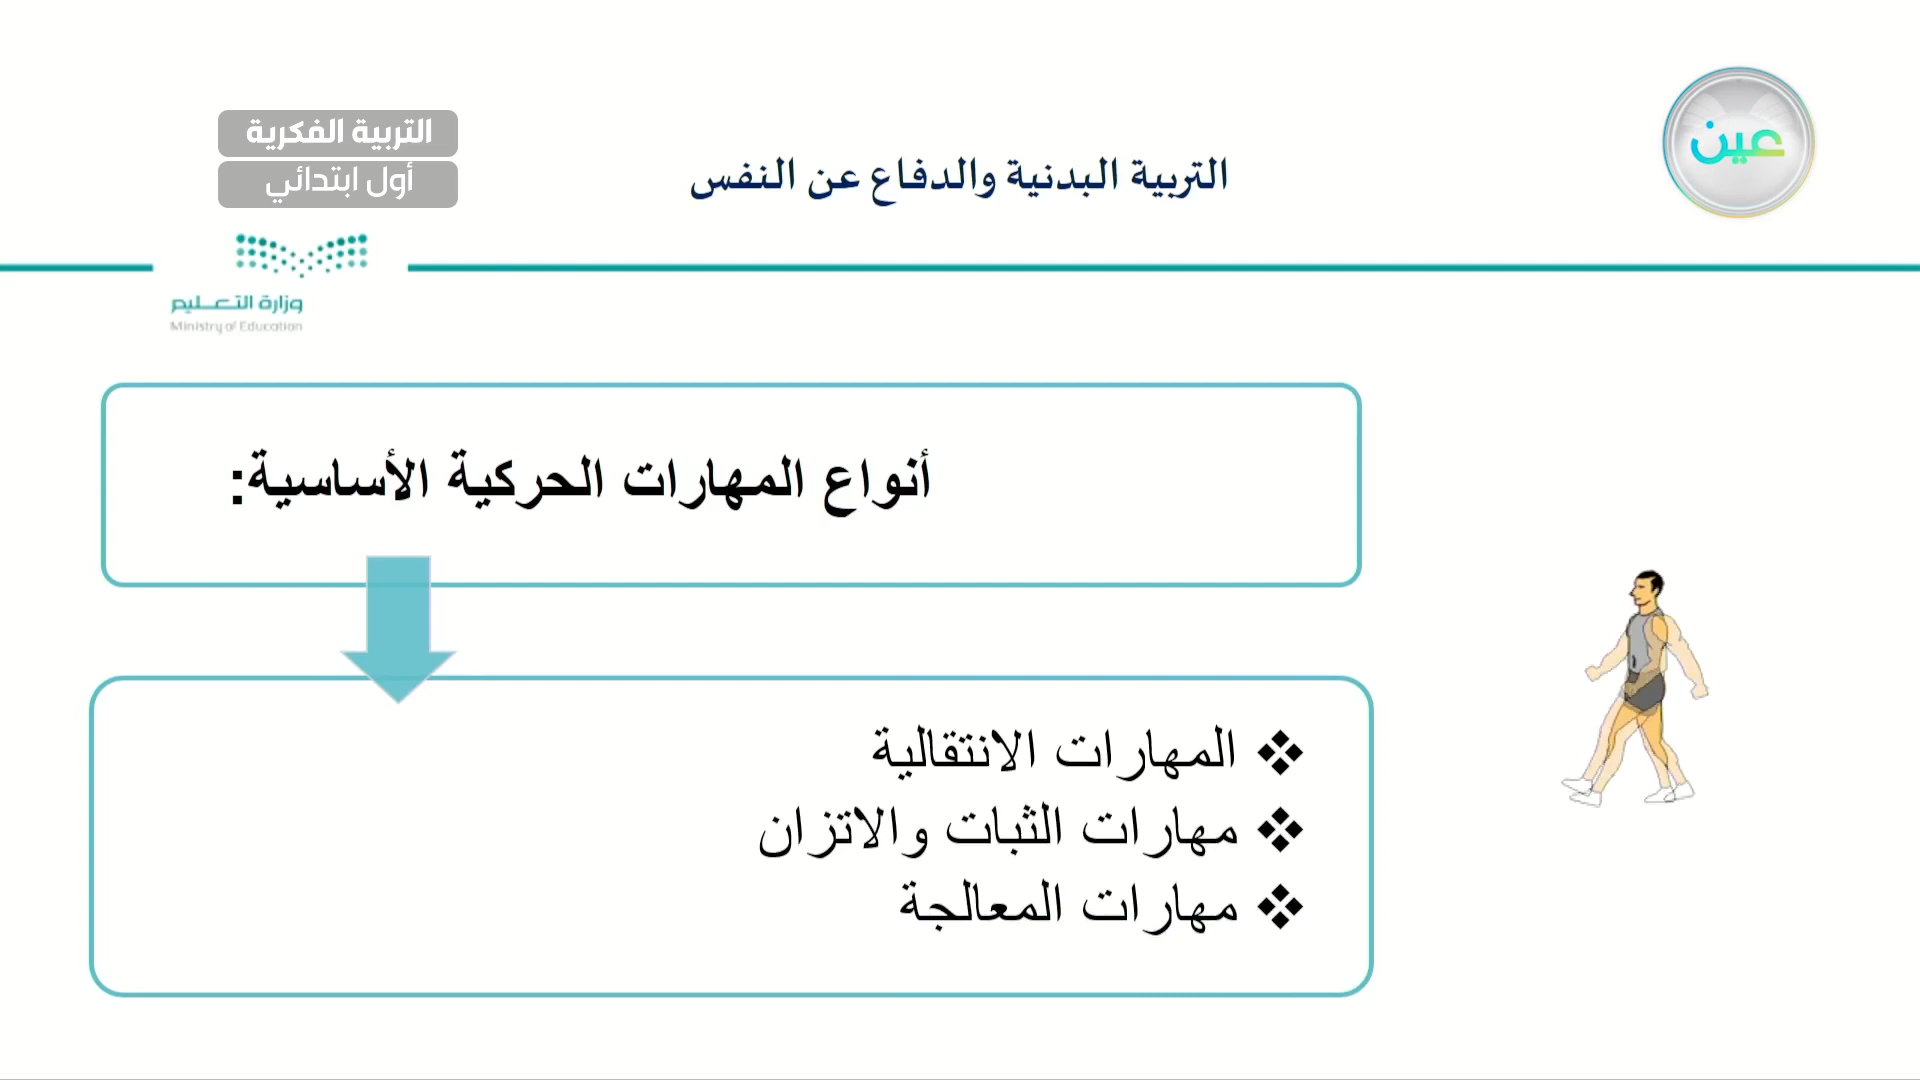 عين
التربية الفكرية
أول ابتدائي
التربية البدنية والدفاع عن النفس
وزارة التعليم
Ministry of Education
أنواع المهارات الحركية الأساسية:
❖ المهارات الانتقالية
❖ مهارات الثبات والاتزان
❖ مهارات المعالجة